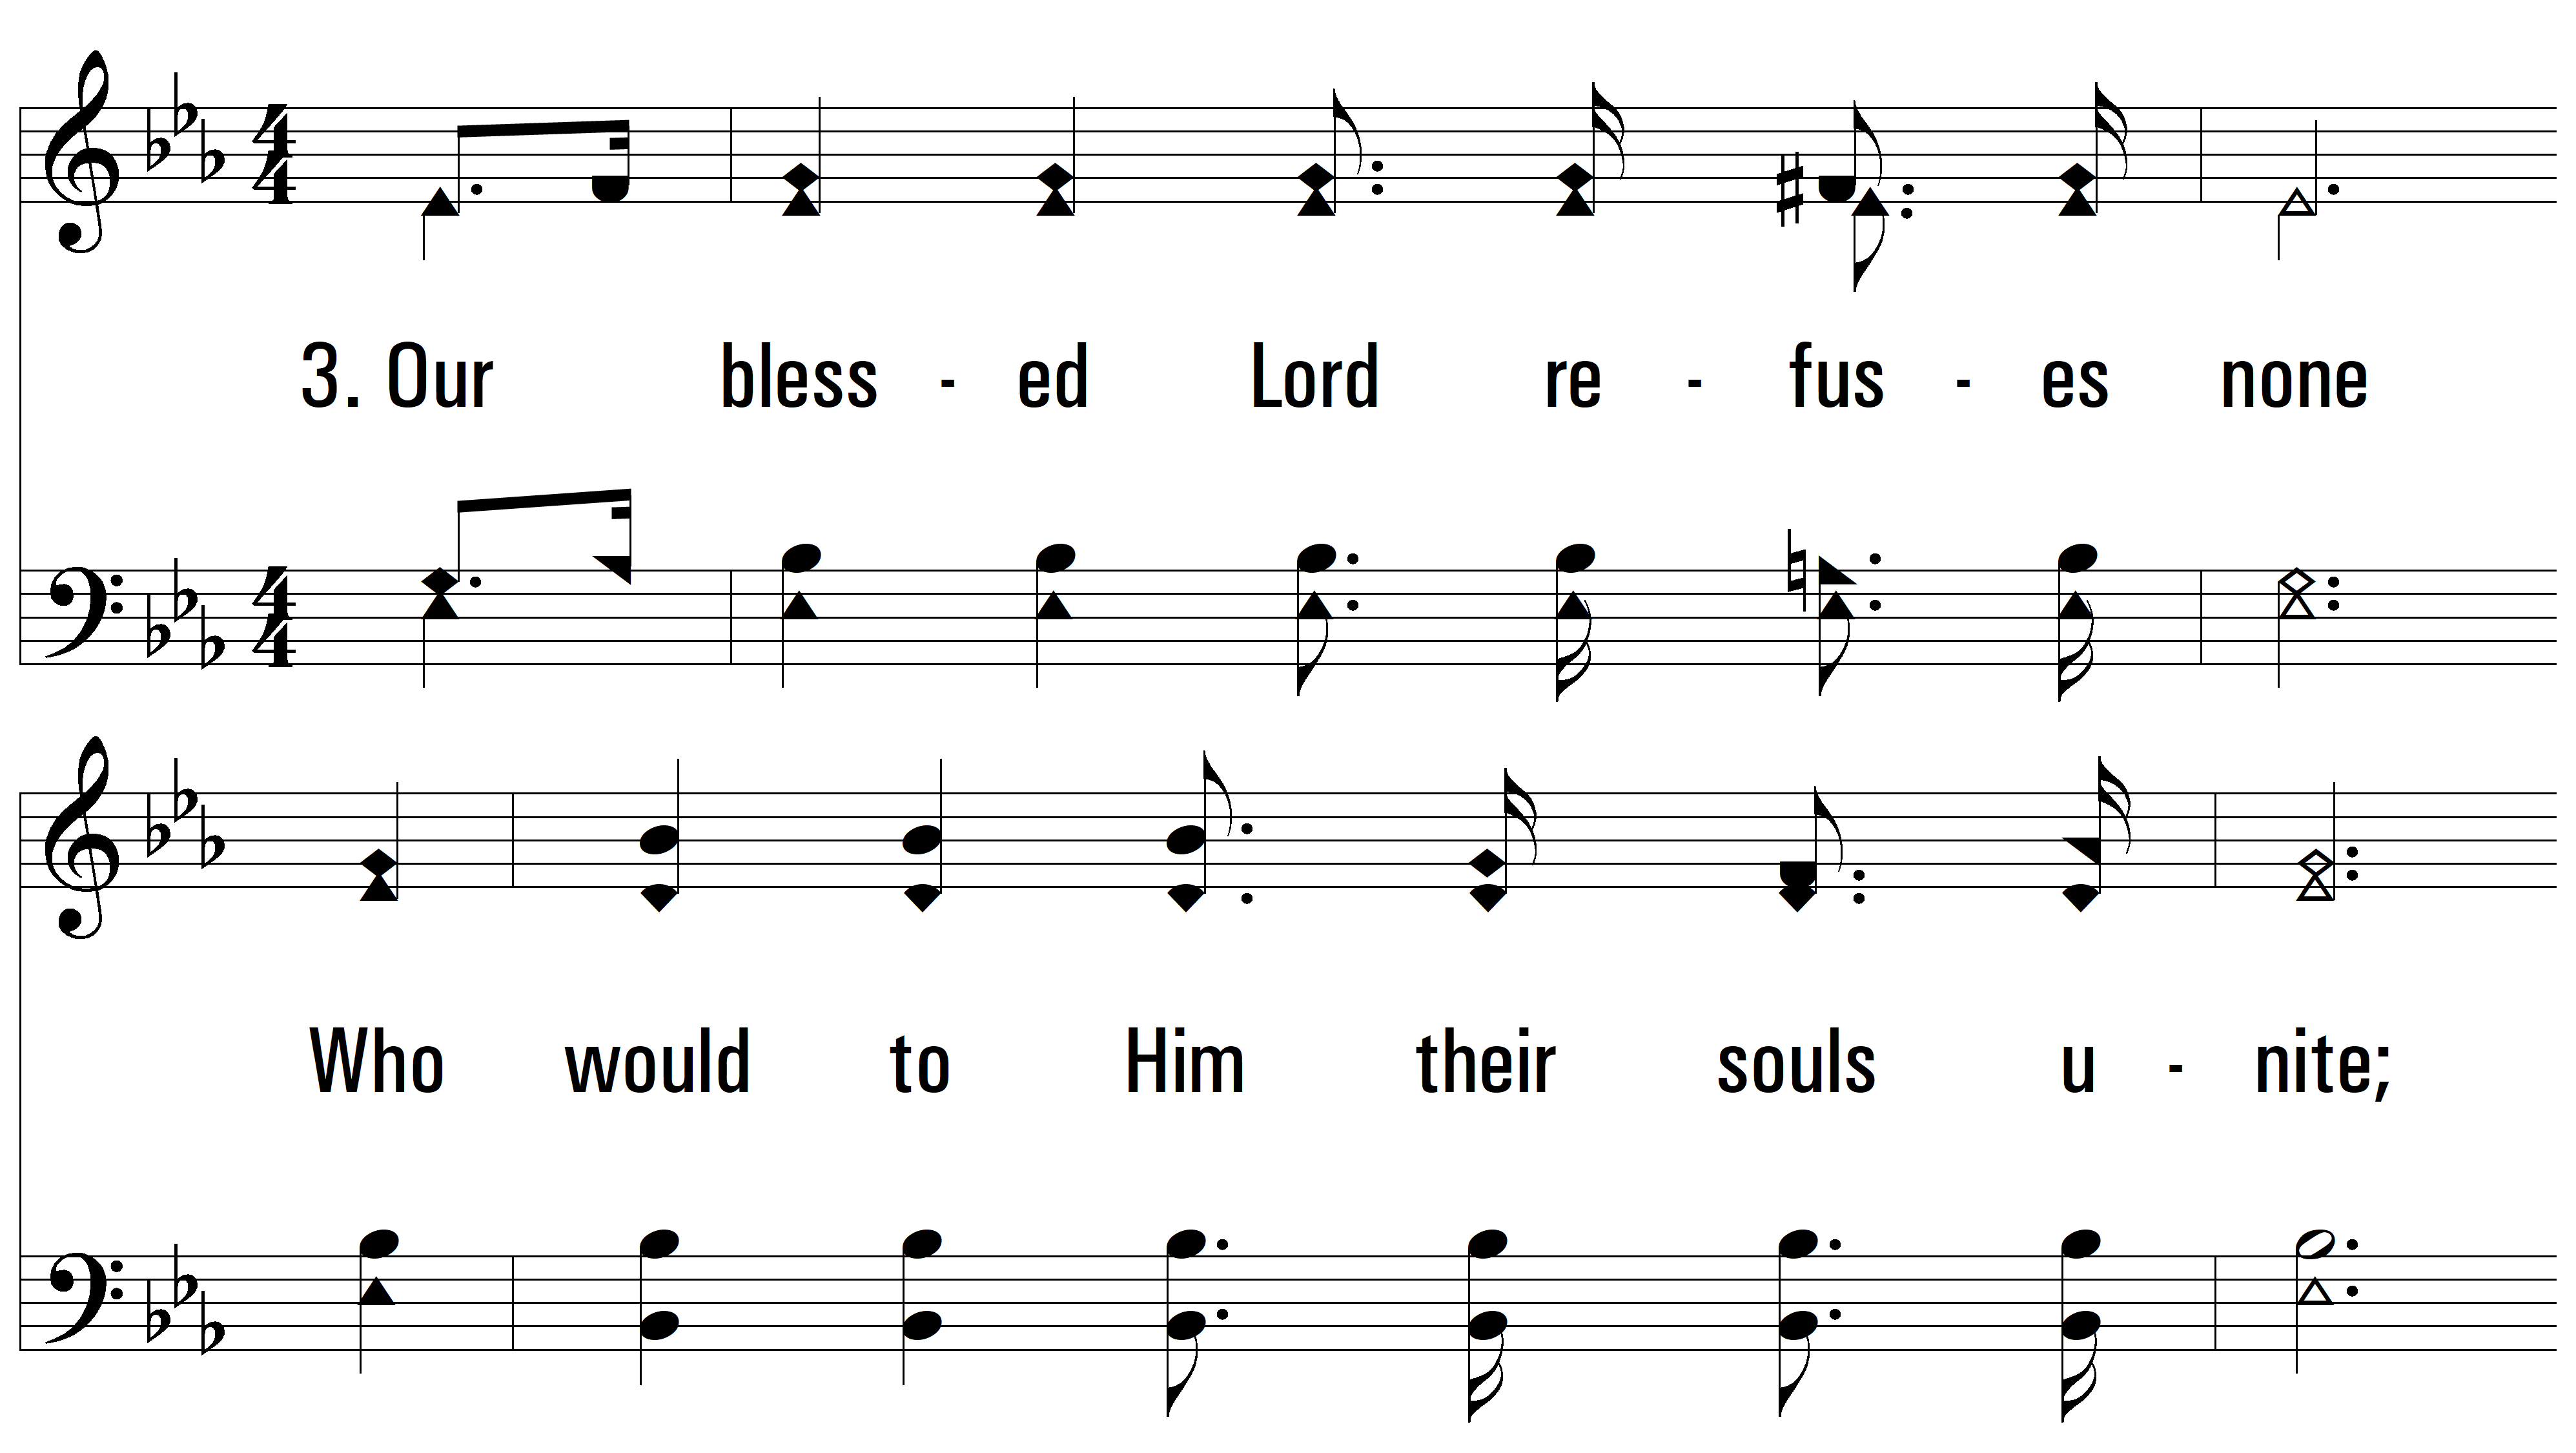 3. Our bless - ed Lord re - fus - es none
Who would to Him their souls u - nite;